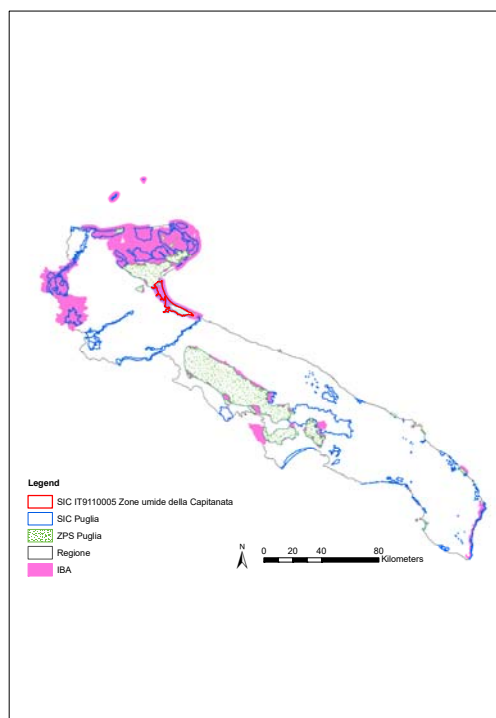 Legend
SIC IT9110005 Zone umide della Capitanata
SIC Puglia
ZPS Puglia
Regione
IBA
N
0 20 40 80
Kilometers